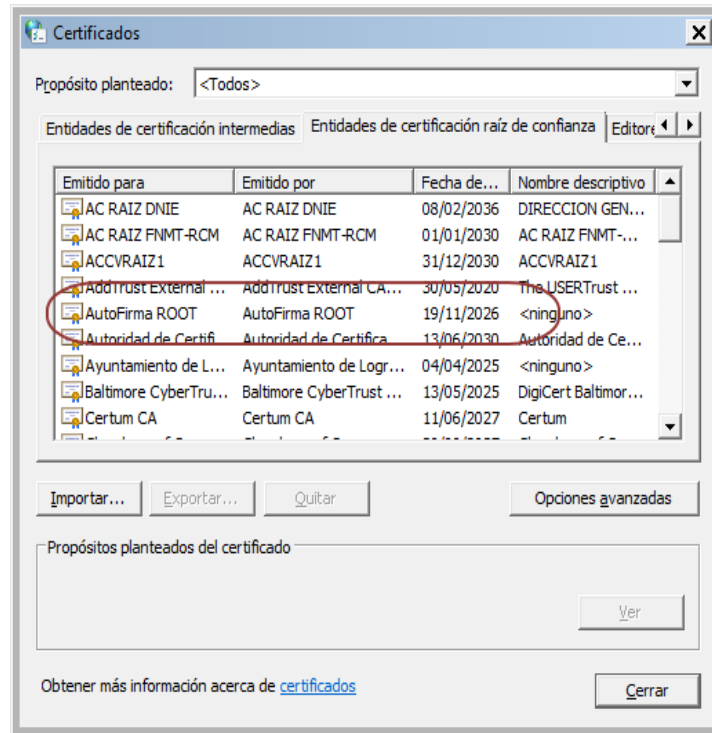 Certificados
Propósito planteado: <Todos>
Entidades de certificación intermedias Entidades de certificación raíz de confianza Editore
Emitido para Emitido por Fecha de... Nombre descriptivo
AC RAIZ DNIE AC RAIZ DNIE 08/02/2036 DIRECCION GEN...
AC RAIZ FNMT-RCM AC RAIZ FNMT-RCM 01/01/2030 AC RAIZ FNMT-...
ACCVRAIZ1 ACCVRAIZ1 31/12/2030 ACCVRAIZ1
AddTrust External ... AddTrust External CA... 30/05/2020 The USERTrust ...
AutoFirma ROOT AutoFirma ROOT 19/11/2026 <ninguno>
Autoridad de Certifi Autoridad de Certifica 13/06/2030 Autoridad de Ce...
Ayuntamiento de L... Ayuntamiento de Logr... 04/04/2025 <ninguno>
Baltimore CyberTru... Baltimore CyberTrust ... 13/05/2025 DigiCert Baltimor...
Certum CA Certum CA 11/06/2027 Certum
Importar... Exportar... Quitar Opciones avanzadas
Propósitos planteados del certificado
Ver
Obtener más información acerca de certificados
Cerrar